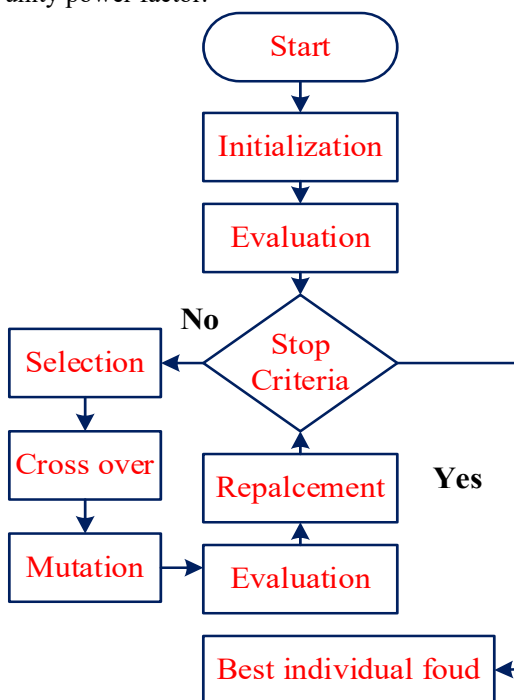 unity power factor.
Start
Initialization
Evaluation
No
Stop
Criteria
Selection
Cross over
Repalcement
Yes
Mutation
Evaluation
Best individual foud